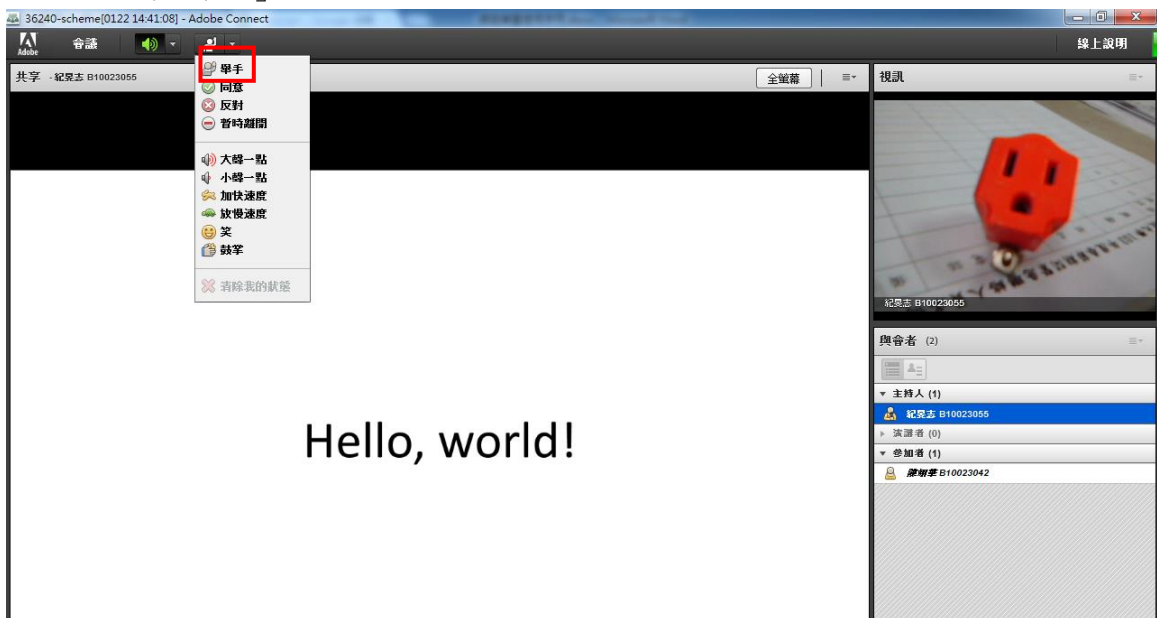 36240-scheme[0122 14:41:08] - Adobe Connect
Adobe
會議
線上說明
共享 - 紀旻志 B10023055
全螢幕
視訊
舉手
同意
反對
暫時離開
大聲一點
小聲一點
加快速度
放慢速度
笑
鼓掌
清除我的狀態
Hello, world!
紀旻志 B10023055
與會者 (2)
主持人 (1)
紀旻志 B10023055
演講者 (0)
參加者 (1)
B10023042